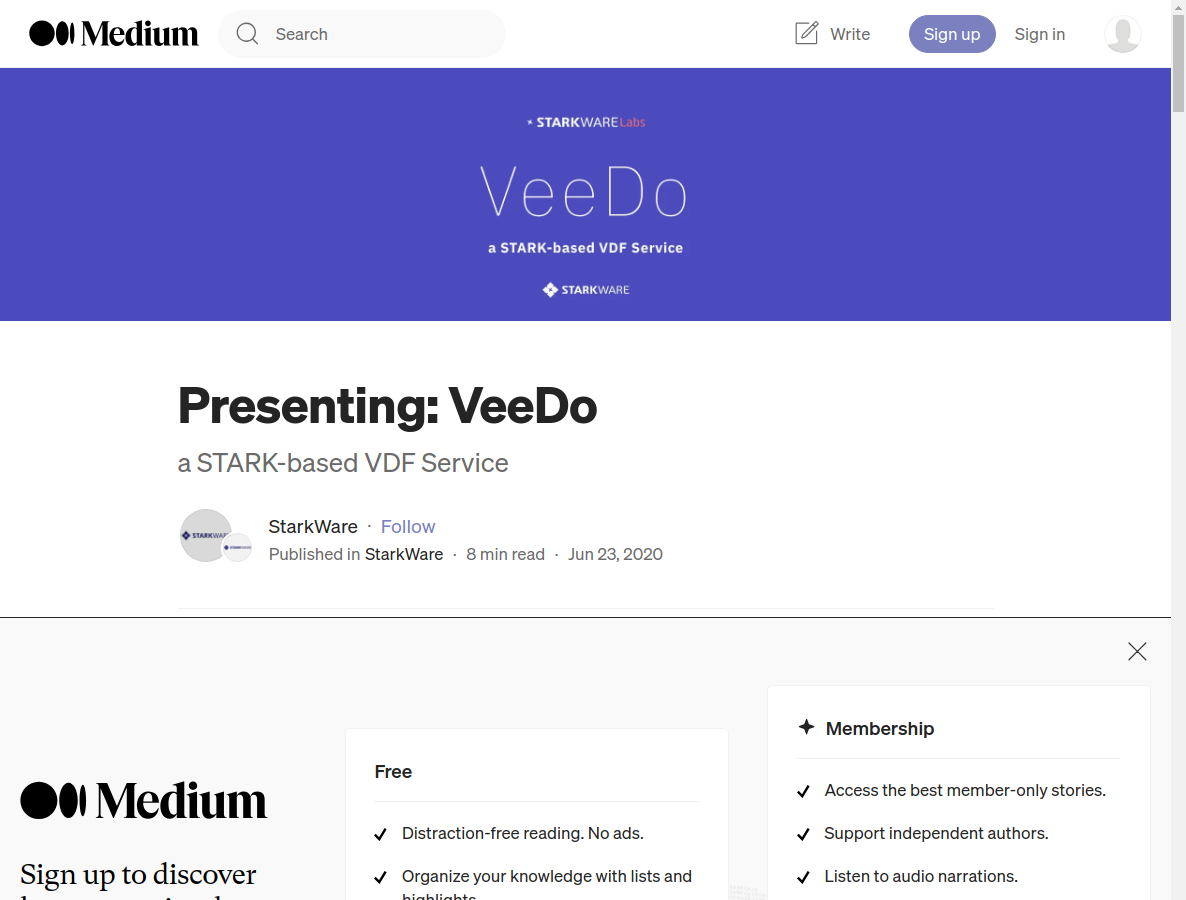 Medium
Search
Write
Sign up
Sign in
STARKWARE Labs
VeeDo
a STARK-based VDF Service
STARKWARE
Presenting: VeeDo
a STARK-based VDF Service
StarkWare · Follow
Published in StarkWare · 8 min read · Jun 23, 2020
Medium
Sign up to discover
Free
Distraction-free reading. No ads.
Organize your knowledge with lists and
highlights.
Membership
Access the best member-only stories.
Support independent authors.
Listen to audio narrations.